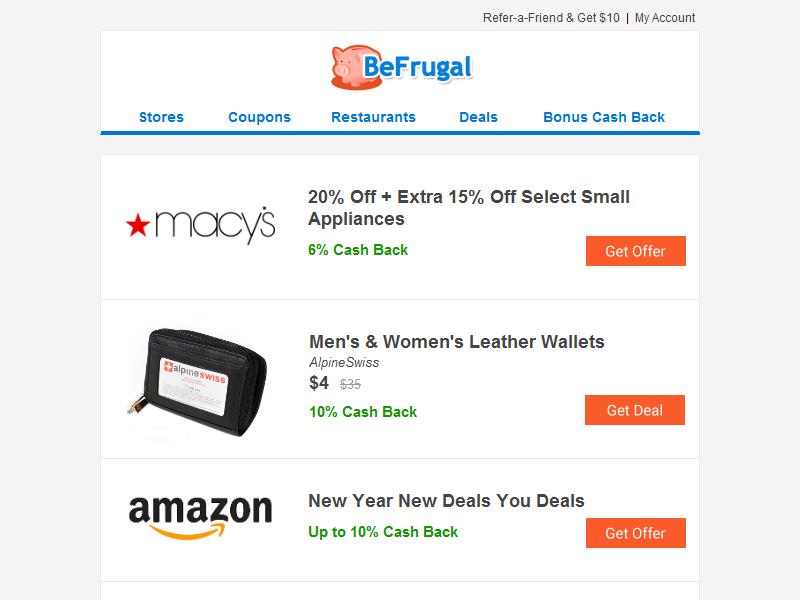 Refer-a-Friend & Get $10 | My Account
BeFrugal
Stores Coupons Restaurants Deals Bonus Cash Back
macy's
20% Off + Extra 15% Off Select Small
Appliances
6% Cash Back
Get Offer
alpineswiss
Men's & Women's Leather Wallets
AlpineSwiss
$4 $35
10% Cash Back
Get Deal
amazon
New Year New Deals You Deals
Up to 10% Cash Back
Get Offer